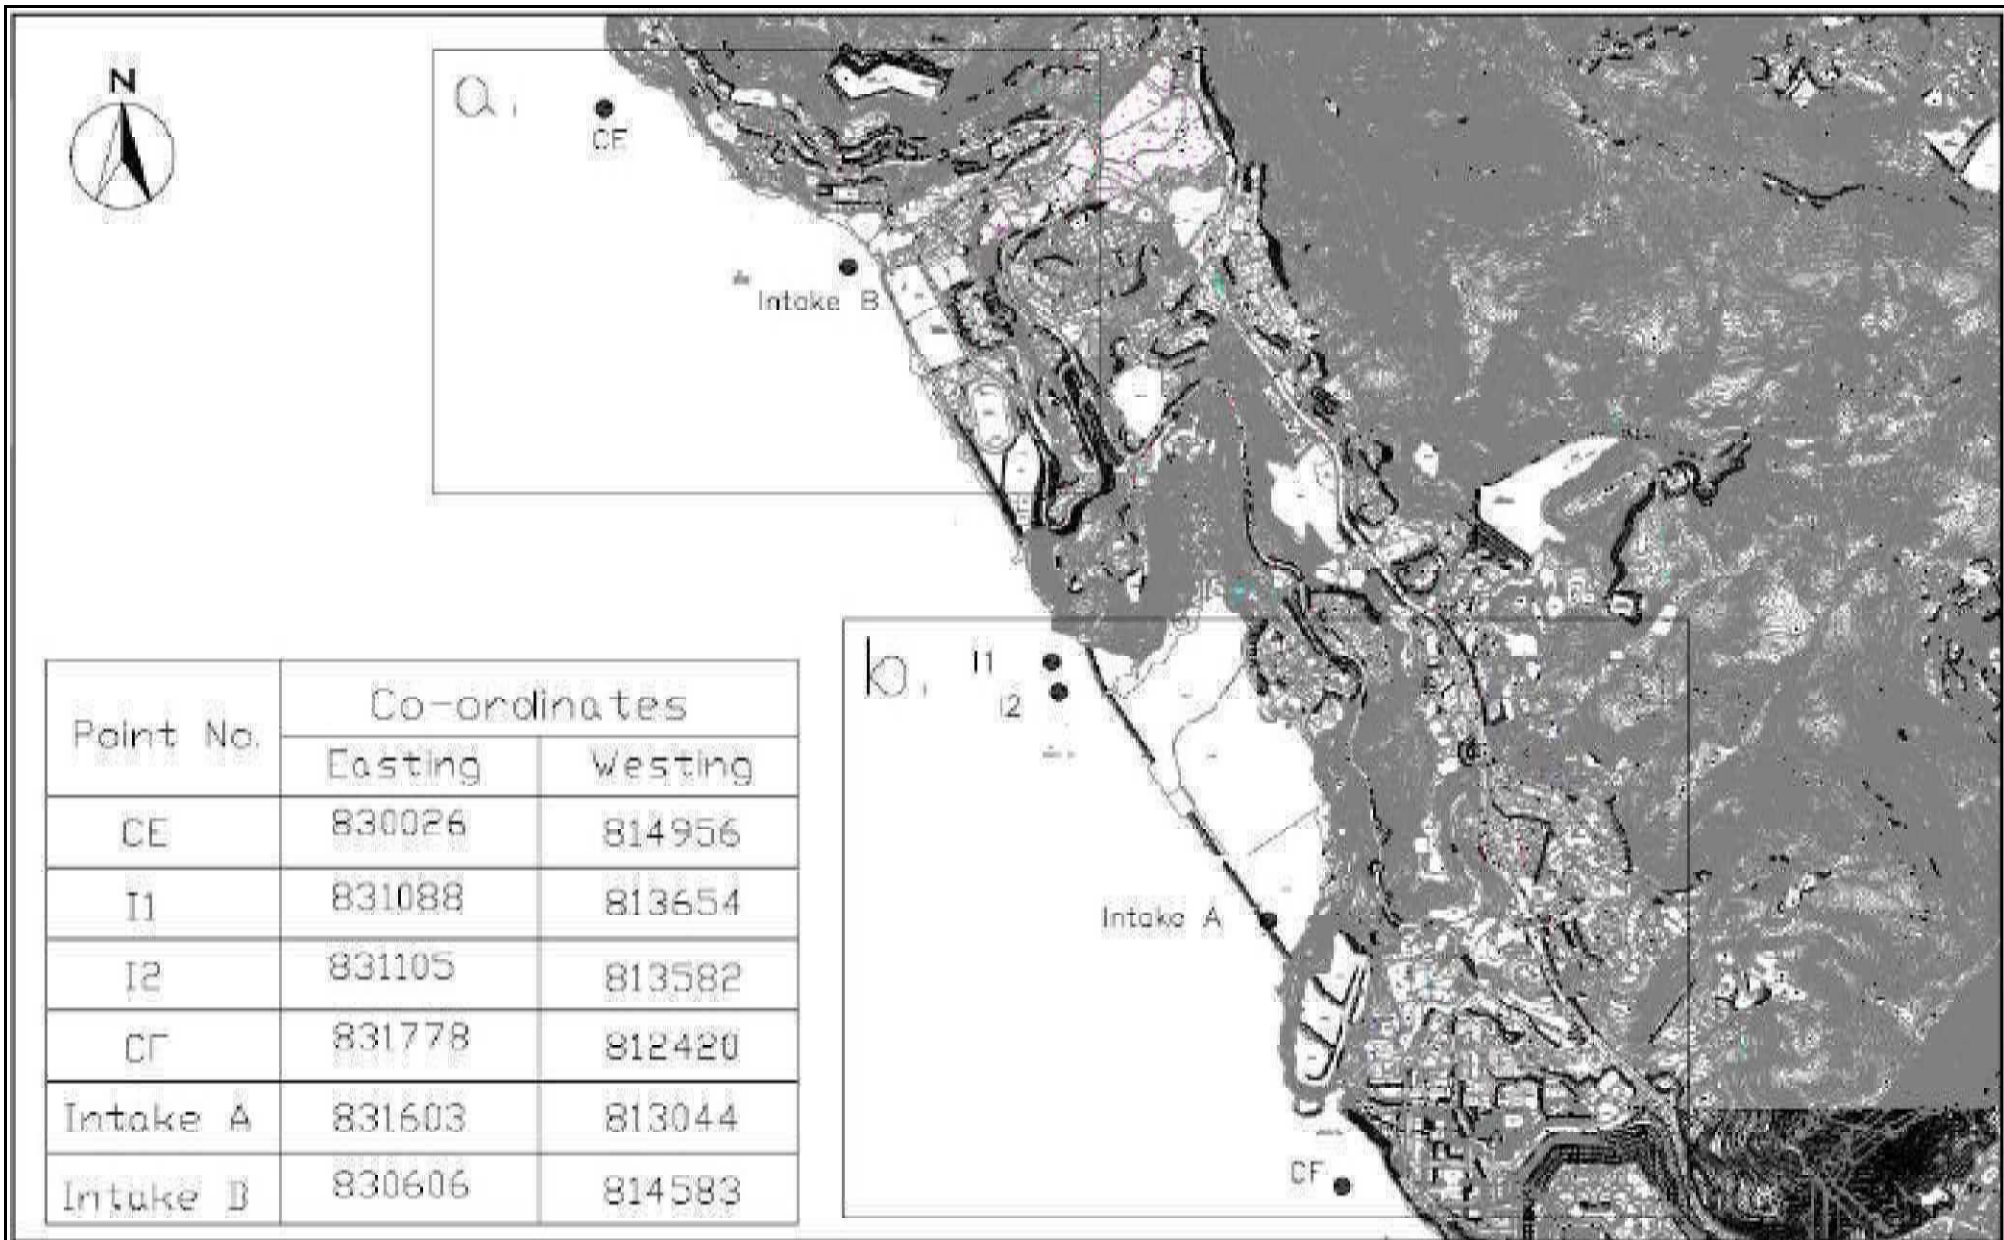 N
a.
CE
Intake B
b.
I1
I2
Intake A
CF
Point No. Co-ordinates
Easting Westing
CE 830026 814956
I1 831088 813654
I2 831105 813582
CF 831778 812420
Intake A 831603 813044
Intake B 830606 814583